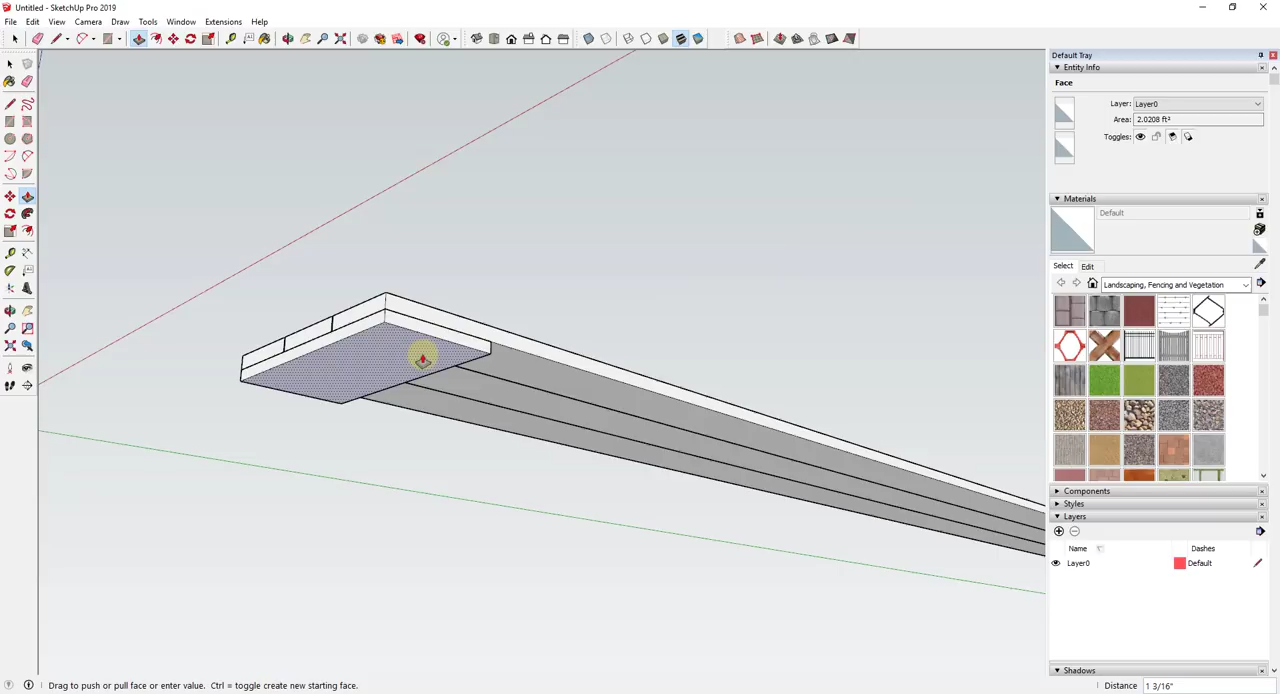 Untitled - SketchUp Pro 2019
File Edit View Camera Draw Tools Window Extensions Help
Default Tray
Entity Info
Face
Layer: Layer0
Area: 2.0208 ft²
Toggles:
Materials
Default
Select Edit
Landscaping, Fencing and Vegetation
Components
Styles
Layers
Name Dashes
Layer0 Default
Shadows
Drag to push or pull face or enter value. Ctrl = toggle create new starting face. Distance 1 3/16"